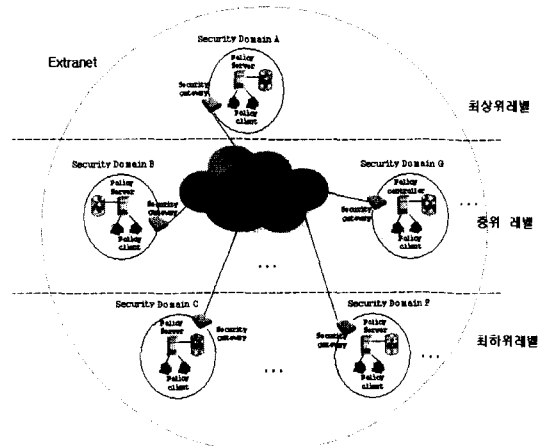 Extranet
Security Domain A
Policy
Server
Security
gateway
Policy
client
최상위레벨
Security Domain B
Policy
Server
Security
Gateway
Policy
client
Security Domain G
Policy
controller
Security
Gateway
Policy
client
...
중위 레벨
...
Security Domain C
Policy
Server
Security
gateway
Policy
client
...
Security Domain F
Policy
Server
Security
gateway
Policy
client
...
최하위레벨